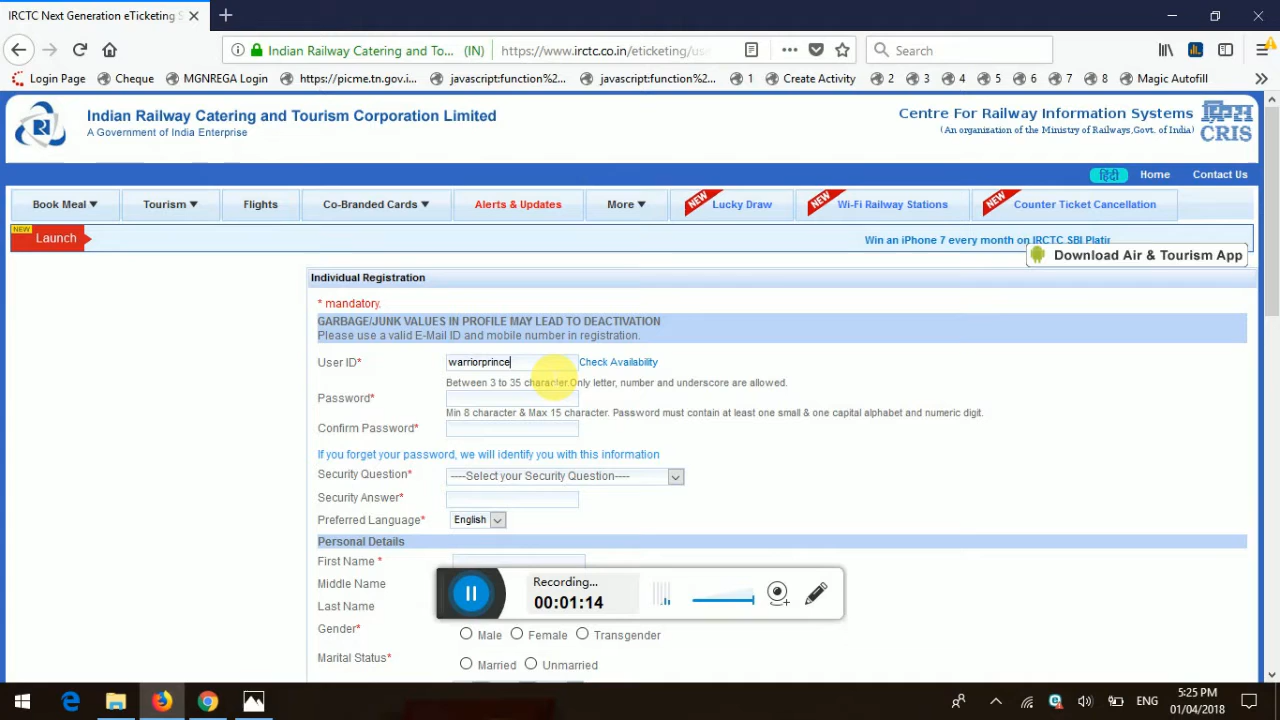 IRCTC Next Generation eTicketing S
Indian Railway Catering and To... (IN) https://www.irctc.co.in/eticketing/us Search
Login Page Cheque MGNREGA Login https://picme.tn.gov.i... javascript:function%2... javascript:function%2... 1 Create Activity 2 3 4 5 6 7 8 Magic Autofill
Indian Railway Catering and Tourism Corporation Limited
A Government of India Enterprise
Centre For Railway Information Systems
(An organization of the Ministry of Railways,Govt. of India)
CRIS
हिंदी Home Contact Us
Book Meal Tourism Flights Co-Branded Cards Alerts & Updates More NEW Lucky Draw NEW Wi-Fi Railway Stations NEW Counter Ticket Cancellation
NEW
Launch
Win an iPhone 7 every month on IRCTC SBI Platir
Download Air & Tourism App
Individual Registration
* mandatory.
GARBAGE/JUNK VALUES IN PROFILE MAY LEAD TO DEACTIVATION
Please use a valid E-Mail ID and mobile number in registration.
User ID* warriorprince Check Availability
Between 3 to 35 character.Only letter, number and underscore are allowed.
Password*
Min 8 character & Max 15 character. Password must contain at least one small & one capital alphabet and numeric digit.
Confirm Password*
If you forget your password, we will identify you with this information
Security Question* ----Select your Security Question----
Security Answer*
Preferred Language* English
Personal Details
First Name *
Middle Name
Last Name
Recording...
00:01:14
Gender* Male Female Transgender
Marital Status* Married Unmarried
ENG
5:25 PM
01/04/2018